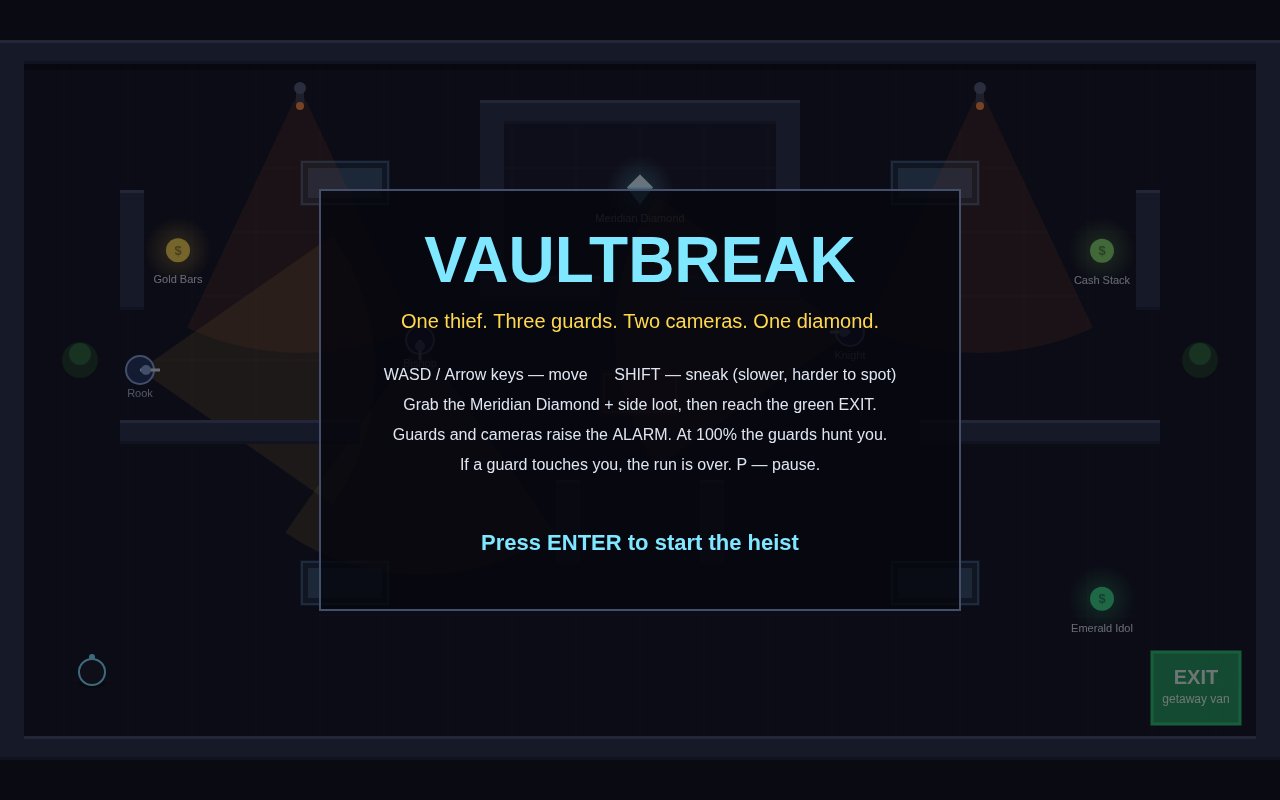 Meridian Diamond
VAULTBREAK
One thief. Three guards. Two cameras. One diamond.
$
Gold Bars
$
Cash Stack
Knight
Rook
WASD / Arrow keys — move SHIFT — sneak (slower, harder to spot)
Grab the Meridian Diamond + side loot, then reach the green EXIT.
Guards and cameras raise the ALARM. At 100% the guards hunt you.
If a guard touches you, the run is over. P — pause.
Press ENTER to start the heist
$
Emerald Idol
EXIT
getaway van